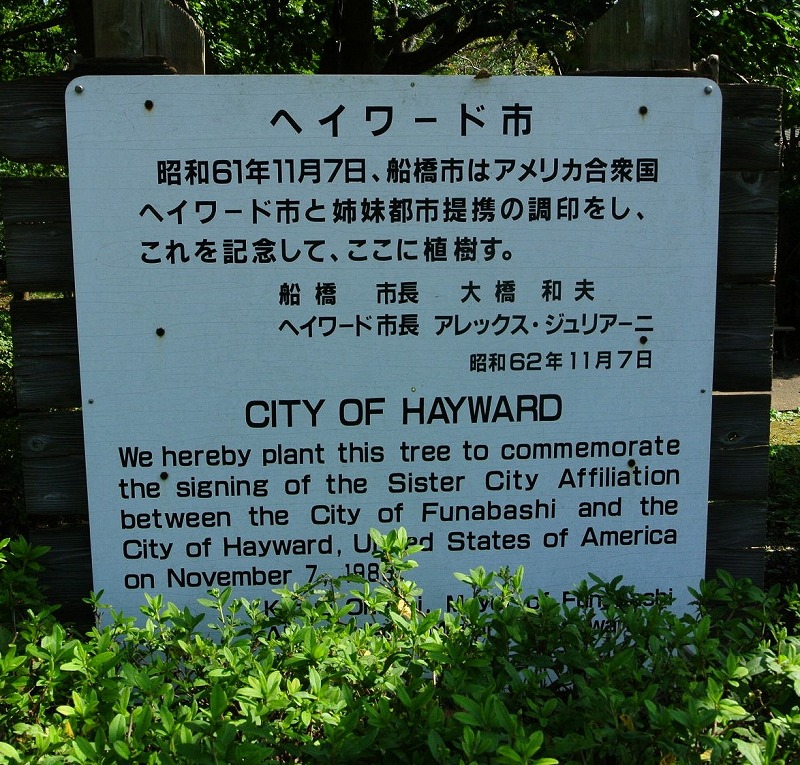 ヘイワード市
昭和61年11月7日、船橋市はアメリカ合衆国
ヘイワード市と姉妹都市提携の調印をし、
これを記念して、ここに植樹す。
船橋 市長 大橋 和夫
ヘイワード市長 アレックス・ジュリアーニ
昭和62年11月7日
CITY OF HAYWARD
We hereby plant this tree to commemorate
the signing of the Sister City Affiliation
between the City of Funabashi and the
City of Hayward, United States of America
on November 7,
Mayor of Funabashi